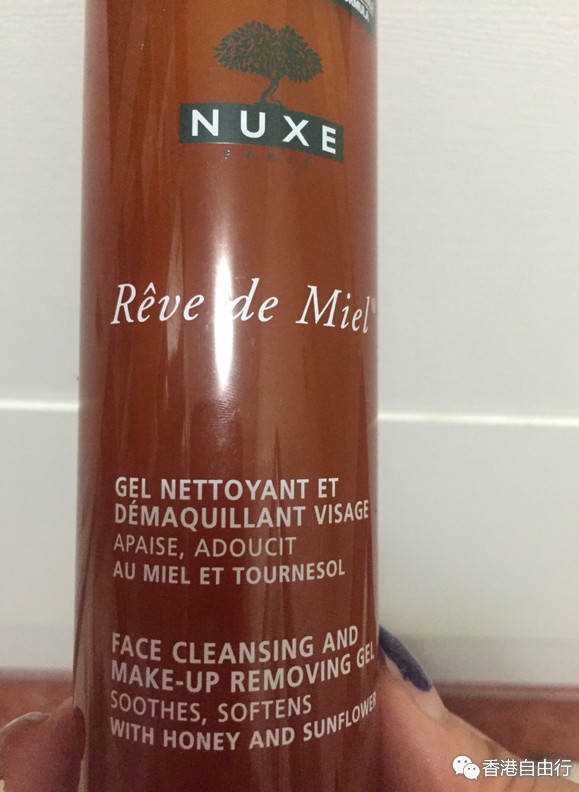 NUXE
PARIS
Rêve de Miel
GEL NETTOYANT ET
DÉMAQUILLANT VISAGE
APAISE, ADOUCIT
AU MIEL ET TOURNESOL
FACE CLEANSING AND
MAKE-UP REMOVING GEL
SOOTHES, SOFTENS
WITH HONEY AND SUNFLOWER
香港自由行